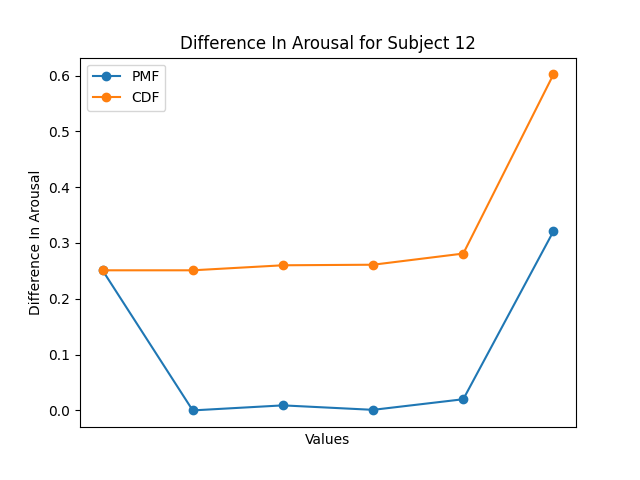 Difference In Arousal for Subject 12
PMF
CDF
0.6
0.5
0.4
0.3
0.2
0.1
0.0
Difference In Arousal
Values